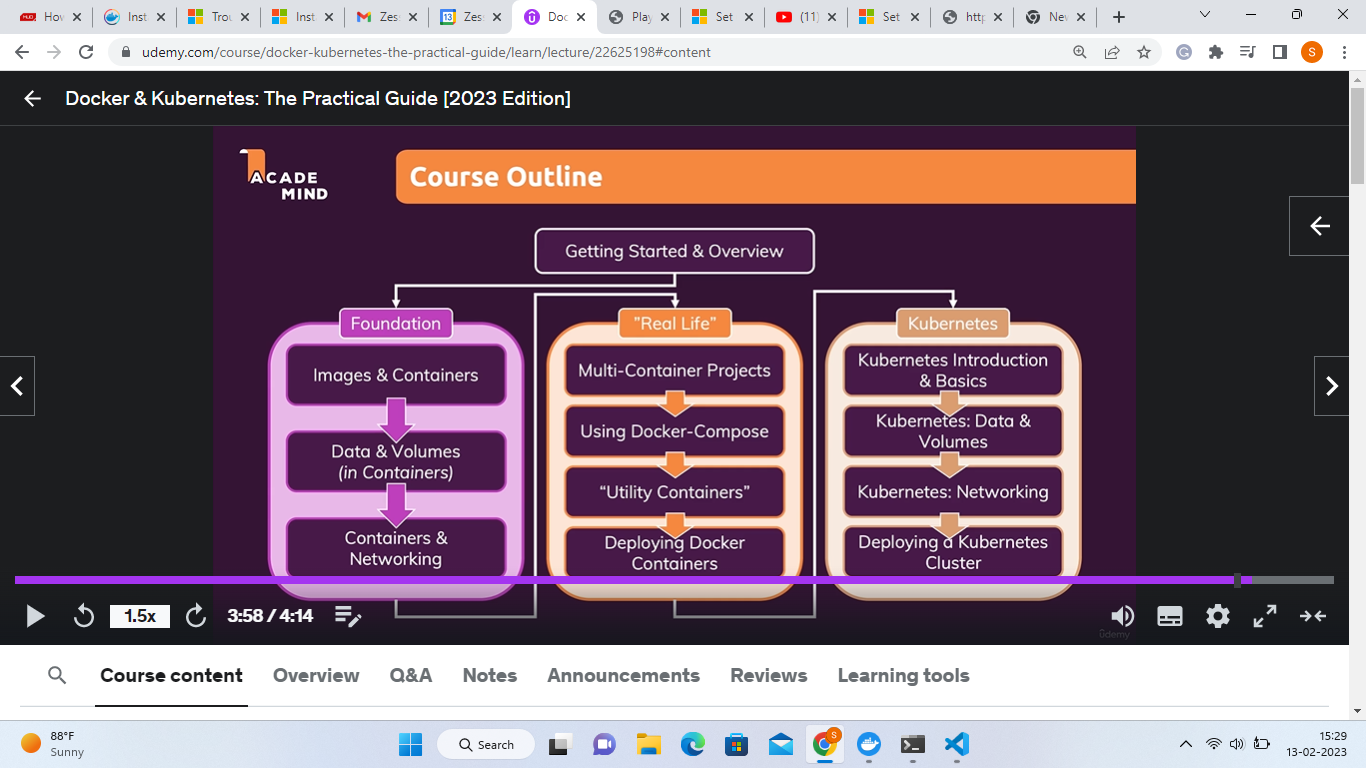 How
Inst
Trou
Inst
Zes
13
Zes
Doc
Play
Set
(11)
Set
http
Nev
udemy.com/course/docker-kubernetes-the-practical-guide/learn/lecture/22625198#content
S
Docker & Kubernetes: The Practical Guide [2023 Edition]
ACADE
MIND
Course Outline
Getting Started & Overview
Foundation
Images & Containers
Data & Volumes
(in Containers)
Containers &
Networking
"Real Life"
Multi-Container Projects
Using Docker-Compose
“Utility Containers”
Deploying Docker
Containers
Kubernetes
Kubernetes Introduction
& Basics
Kubernetes: Data &
Volumes
Kubernetes: Networking
Deploying a Kubernetes
Cluster
1.5x
3:58 / 4:14
ûdemy
Course content
Overview
Q&A
Notes
Announcements
Reviews
Learning tools
88°F
Sunny
Search
S
15:29
13-02-2023